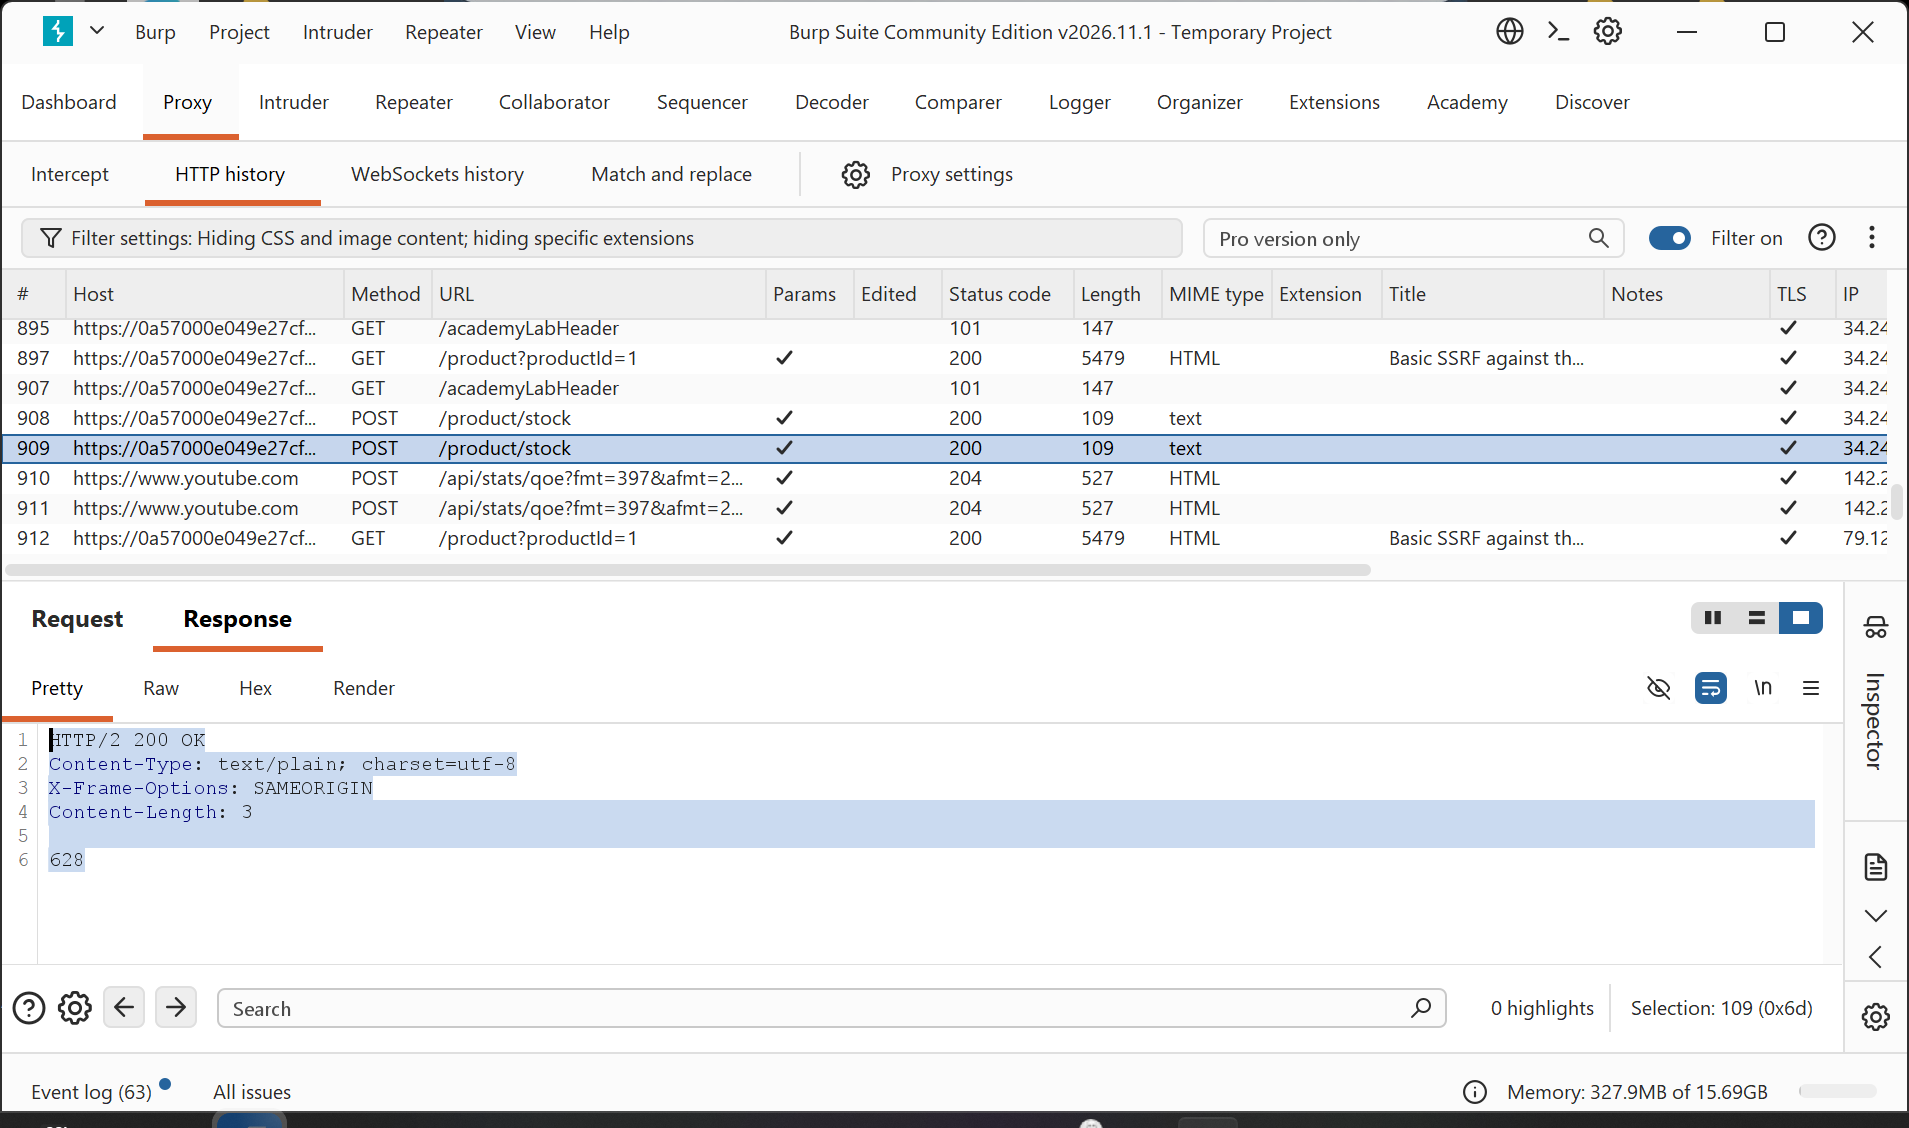 Burp Project Intruder Repeater View Help Burp Suite Community Edition v2026.11.1 - Temporary Project
Dashboard Proxy Intruder Repeater Collaborator Sequencer Decoder Comparer Logger Organizer Extensions Academy Discover
Intercept HTTP history WebSockets history Match and replace Proxy settings
Filter settings: Hiding CSS and image content; hiding specific extensions Pro version only Filter on
# Host Method URL Params Edited Status code Length MIME type Extension Title Notes TLS IP
895 https://0a57000e049e27cf... GET /academyLabHeader 101 147 ✓ 34.24
897 https://0a57000e049e27cf... GET /product?productId=1 ✓ 200 5479 HTML Basic SSRF against th... ✓ 34.24
907 https://0a57000e049e27cf... GET /academyLabHeader 101 147 ✓ 34.24
908 https://0a57000e049e27cf... POST /product/stock ✓ 200 109 text ✓ 34.24
909 https://0a57000e049e27cf... POST /product/stock ✓ 200 109 text ✓ 34.24
910 https://www.youtube.com POST /api/stats/qoe?fmt=397&afmt=2... ✓ 204 527 HTML ✓ 142.2
911 https://www.youtube.com POST /api/stats/qoe?fmt=397&afmt=2... ✓ 204 527 HTML ✓ 142.2
912 https://0a57000e049e27cf... GET /product?productId=1 ✓ 200 5479 HTML Basic SSRF against th... ✓ 79.12
Request Response
Pretty Raw Hex Render \n
Inspector
1 HTTP/2 200 OK
2 Content-Type: text/plain; charset=utf-8
3 X-Frame-Options: SAMEORIGIN
4 Content-Length: 3
5
6 628
Search 0 highlights Selection: 109 (0x6d)
Event log (63) All issues Memory: 327.9MB of 15.69GB